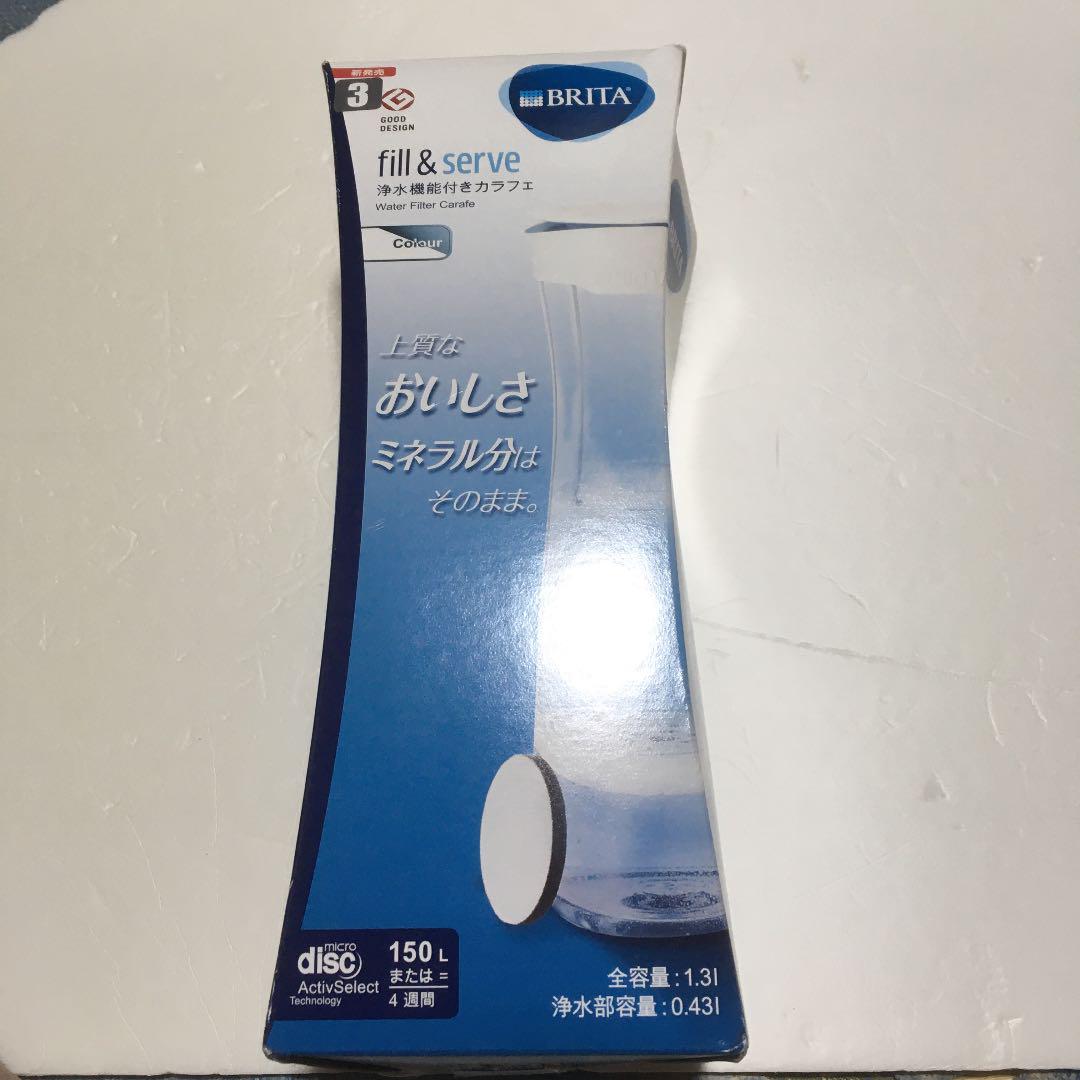 新発売
3
GOOD
DESIGN
BRITA®
fill & serve
浄水機能付きカラフェ
Water Filter Carafe
Colour
上質な
おいしさ
ミネラル分は
そのまま。
micro
disc
ActivSelect
Technology
150 L
または =
4 週間
全容量:1.3l
浄水部容量:0.43l
BRITA